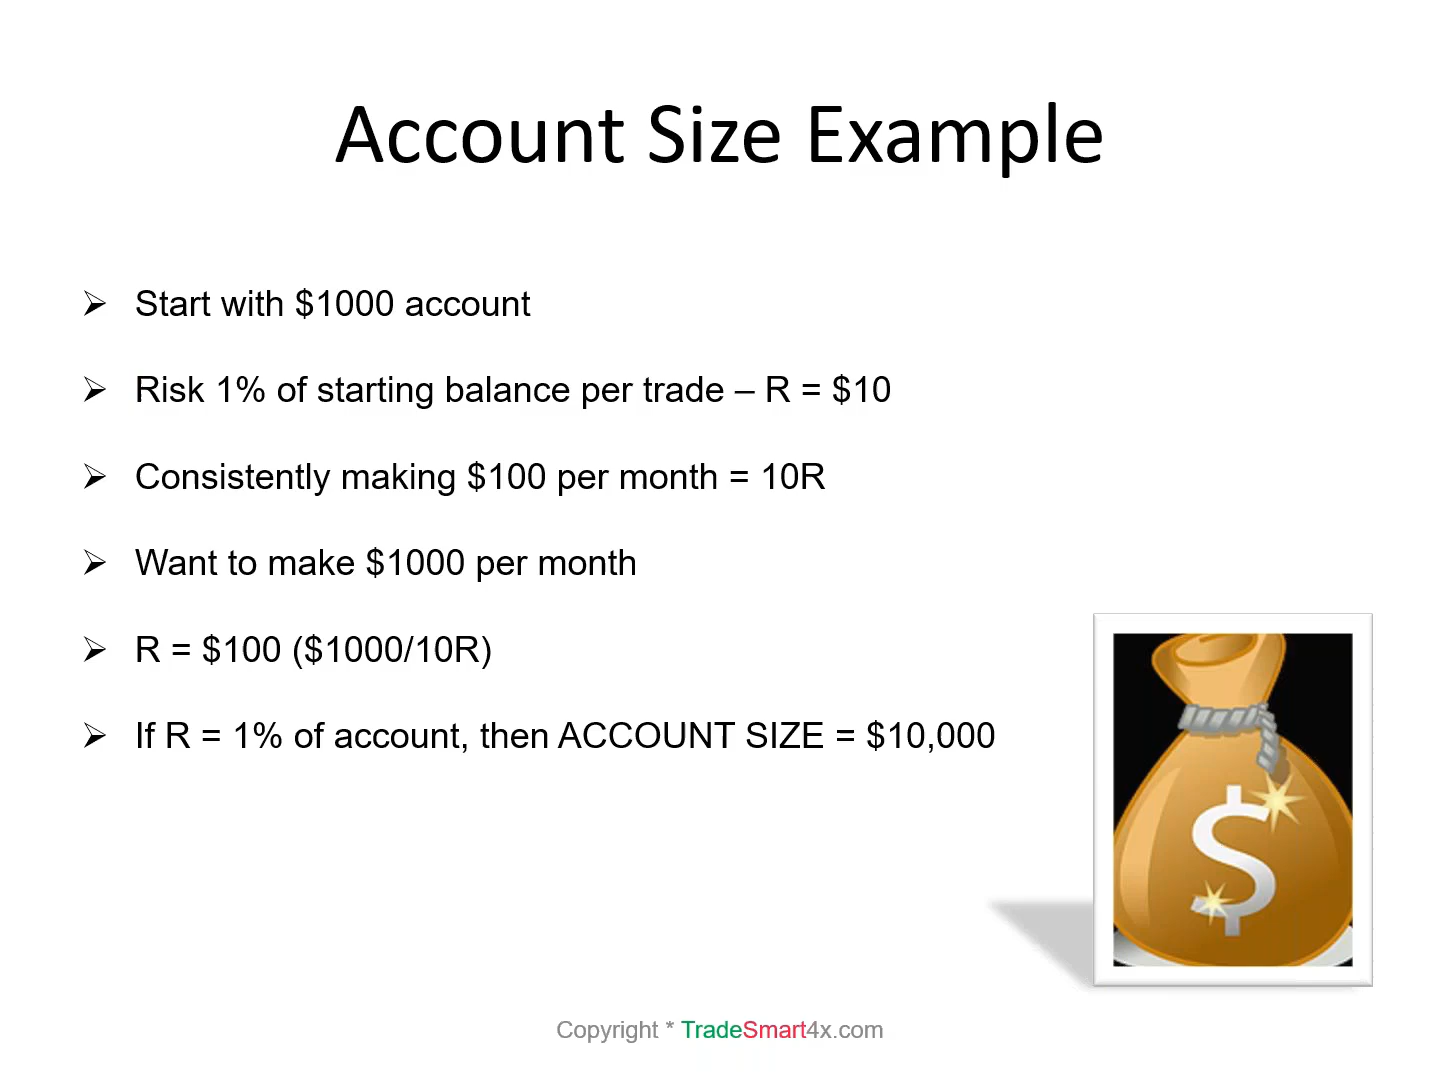 Account Size Example
Start with $1000 account
Risk 1% of starting balance per trade – R = $10
Consistently making $100 per month = 10R
Want to make $1000 per month
R = $100 ($1000/10R)
If R = 1% of account, then ACCOUNT SIZE = $10,000
$
Copyright * TradeSmart4x.com